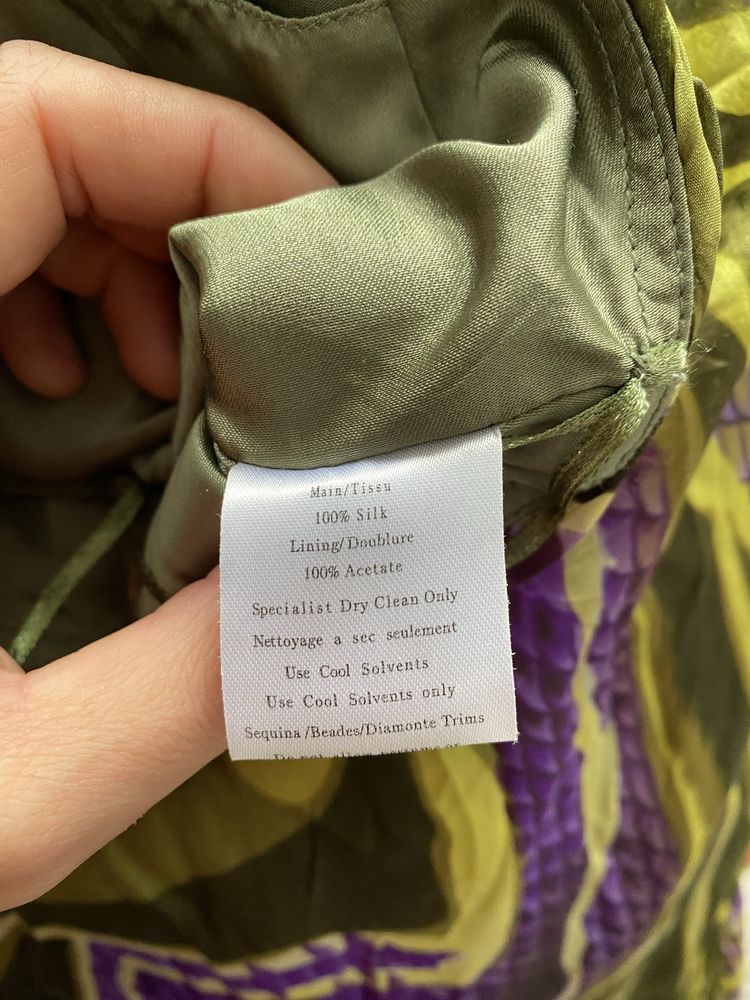 Main/Tissu
100% Silk
Lining/Doublure
100% Acetate
Specialist Dry Clean Only
Nettoyage a sec seulement
Use Cool Solvents
Use Cool Solvents only
Sequina/Beades/Diamonte Trims